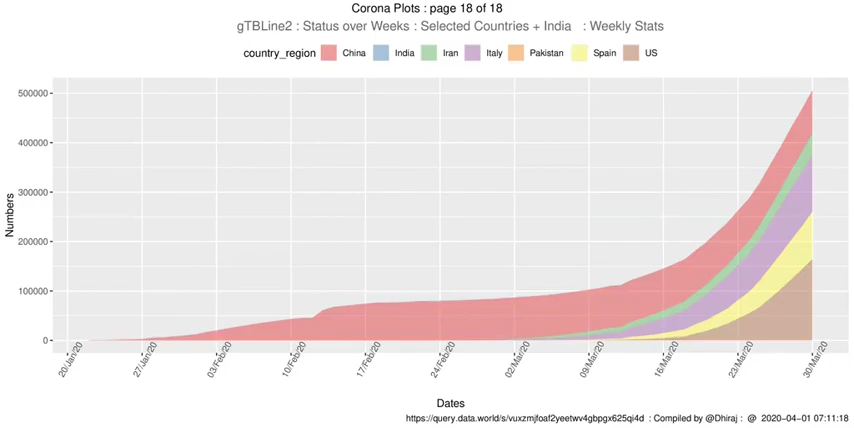 Corona Plots : page 18 of 18
gTBLine2 : Status over Weeks : Selected Countries + India : Weekly Stats
country_region China India Iran Italy Pakistan Spain US
500000
400000
300000
200000
100000
0
Numbers
20/Jan/20 27/Jan/20 03/Feb/20 10/Feb/20 17/Feb/20 24/Feb/20 02/Mar/20 09/Mar/20 16/Mar/20 23/Mar/20 30/Mar/20
Dates
https://query.data.world/s/vuxzmjfoaf2yeetwv4gbpgx625qi4d : Compiled by @Dhiraj : @ 2020−04−01 07:11:18